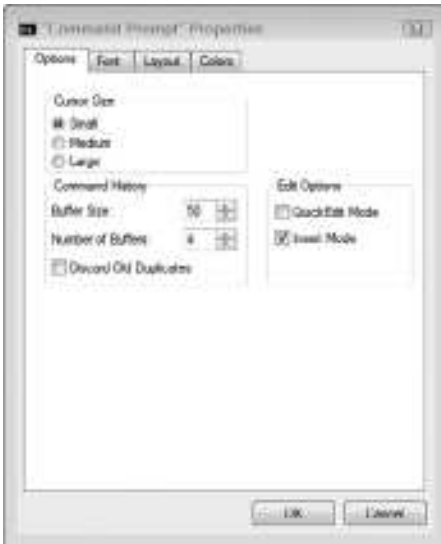 "Command Prompt" Properties
Options Font Layout Colors
Cursor Size
Small
Medium
Large
Command History
Buffer Size: 50
Number of Buffers: 4
Discard Old Duplicates
Edit Options
QuickEdit Mode
Insert Mode
OK Cancel